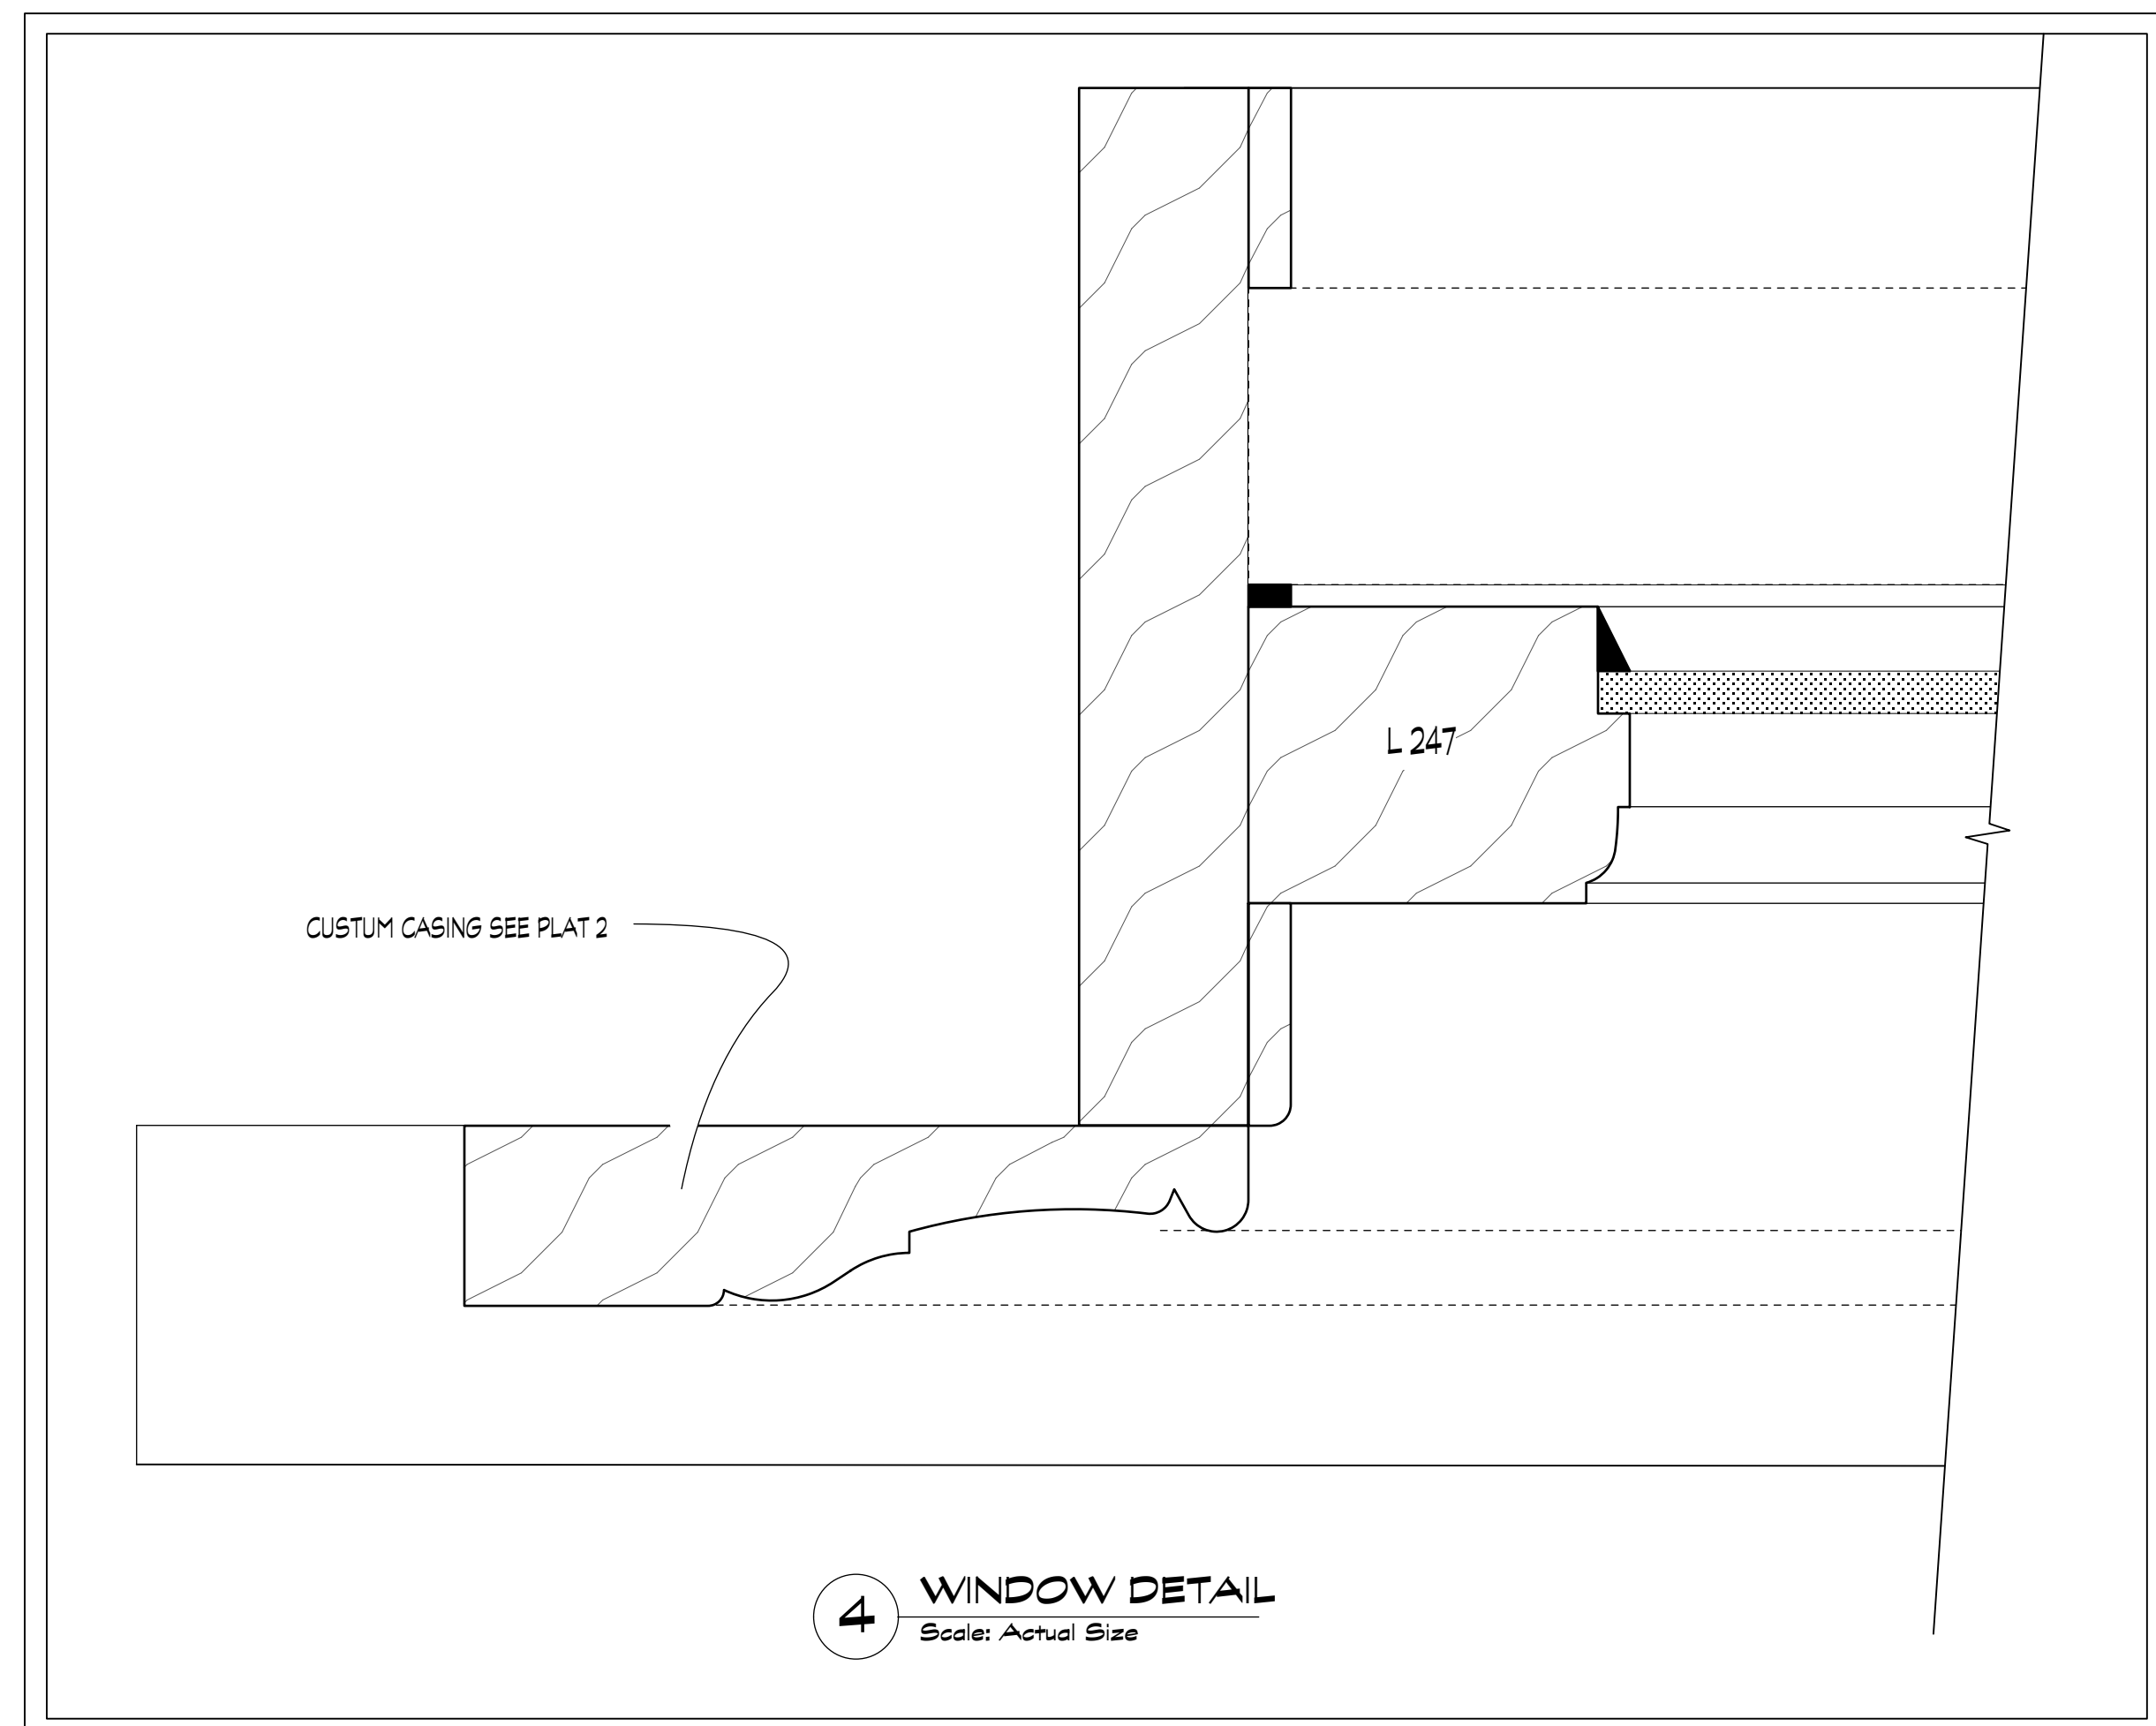 L 247
CUSTUM CASING SEE PLAT 2
4
WINDOW DETAIL
Scale: Actual Size